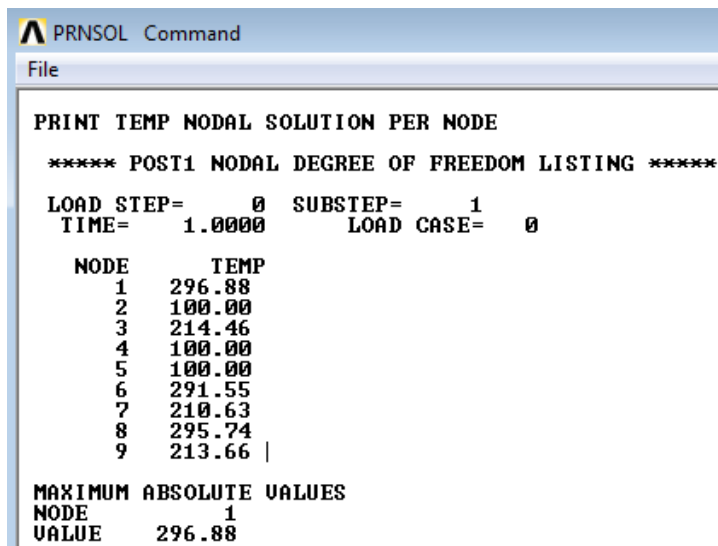 PRNSOL Command
File
PRINT TEMP NODAL SOLUTION PER NODE
***** POST1 NODAL DEGREE OF FREEDOM LISTING *****
LOAD STEP= 0 SUBSTEP= 1
TIME= 1.0000 LOAD CASE= 0
NODE TEMP
1 296.88
2 100.00
3 214.46
4 100.00
5 100.00
6 291.55
7 210.63
8 295.74
9 213.66
MAXIMUM ABSOLUTE VALUES
NODE 1
VALUE 296.88